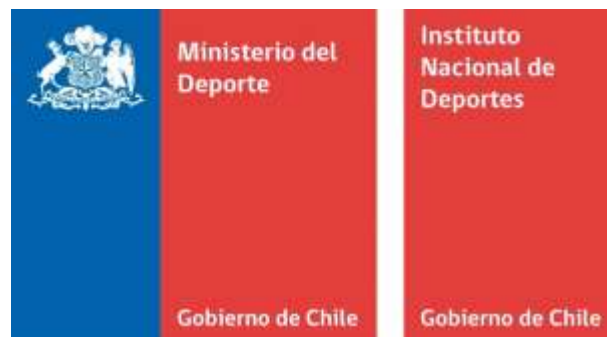 Ministerio del
Deporte
Gobierno de Chile
Instituto
Nacional de
Deportes
Gobierno de Chile